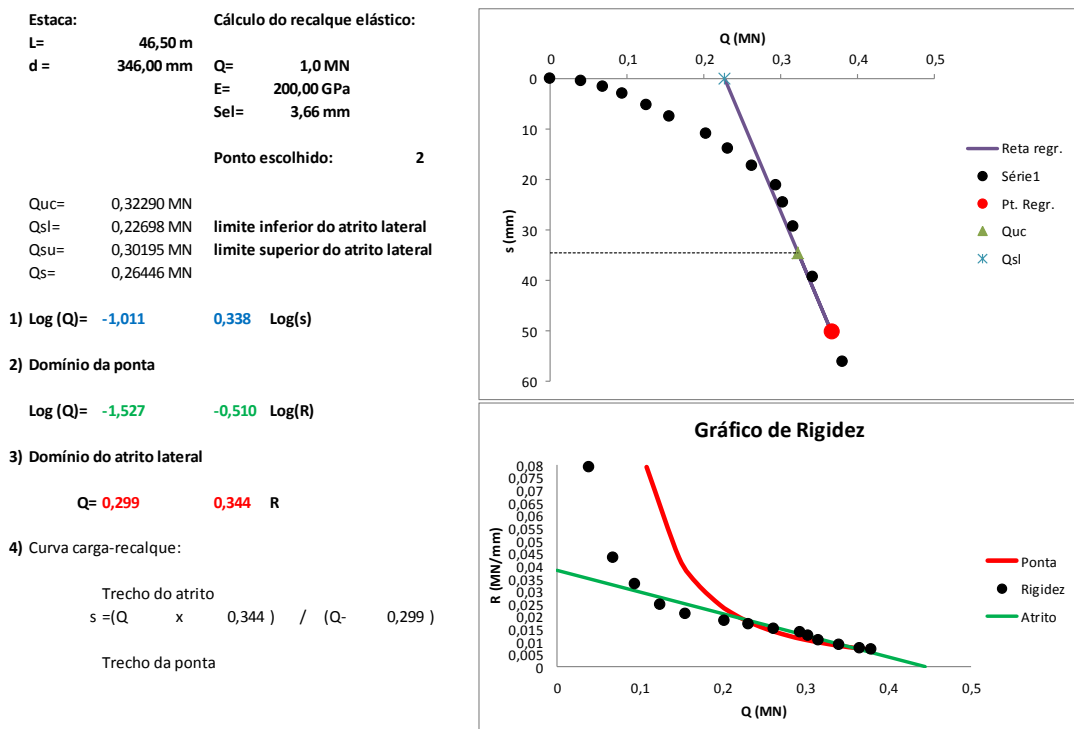 Estaca: Cálculo do recalque elástico:
L= 46,50 m
d = 346,00 mm Q= 1,0 MN
E= 200,00 GPa
Sel= 3,66 mm
Ponto escolhido: 2
Quc= 0,32290 MN
Qsl= 0,22698 MN limite inferior do atrito lateral
Qsu= 0,30195 MN limite superior do atrito lateral
Qs= 0,26446 MN
1) Log (Q)= -1,011 0,338 Log(s)
2) Domínio da ponta
Log (Q)= -1,527 -0,510 Log(R)
3) Domínio do atrito lateral
Q= 0,299 0,344 R
4) Curva carga-recalque:
Trecho do atrito
s =(Q x 0,344 ) / (Q- 0,299 )
Trecho da ponta
Q (MN)
0 0,1 0,2 0,3 0,4 0,5
0
10
20
30
40
50
60
s (mm)
Reta regr.
Série1
Pt. Regr.
Quc
Qsl
Gráfico de Rigidez
0,08
0,075
0,07
0,065
0,06
0,055
0,05
0,045
0,04
0,035
0,03
0,025
0,02
0,015
0,01
0,005
0
R (MN/mm)
0 0,1 0,2 0,3 0,4 0,5
Q (MN)
Ponta
Rigidez
Atrito